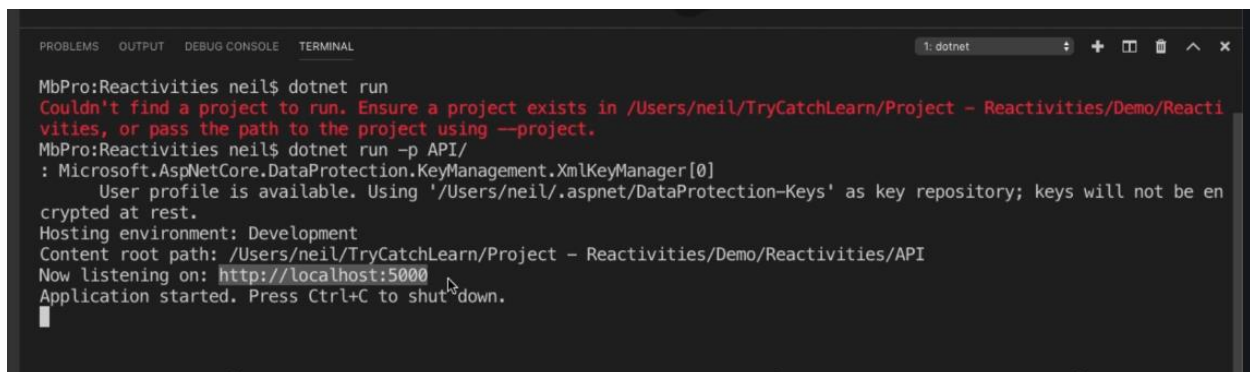 PROBLEMS OUTPUT DEBUG CONSOLE TERMINAL 1: dotnet
MbPro:Reactivities neil$ dotnet run
Couldn't find a project to run. Ensure a project exists in /Users/neil/TryCatchLearn/Project – Reactivities/Demo/Reacti
vities, or pass the path to the project using --project.
MbPro:Reactivities neil$ dotnet run -p API/
: Microsoft.AspNetCore.DataProtection.KeyManagement.XmlKeyManager[0]
User profile is available. Using '/Users/neil/.aspnet/DataProtection-Keys' as key repository; keys will not be en
crypted at rest.
Hosting environment: Development
Content root path: /Users/neil/TryCatchLearn/Project – Reactivities/Demo/Reactivities/API
Now listening on: http://localhost:5000
Application started. Press Ctrl+C to shut down.